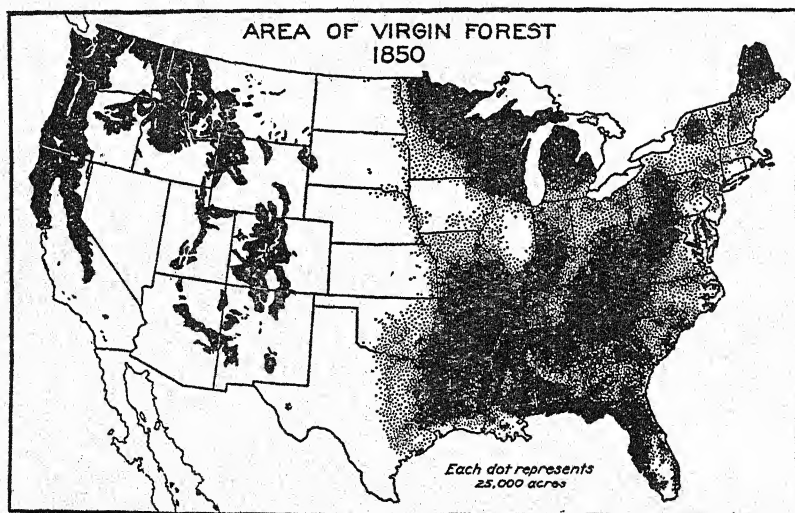 AREA OF VIRGIN FOREST
1850
Each dot represents
25,000 acres